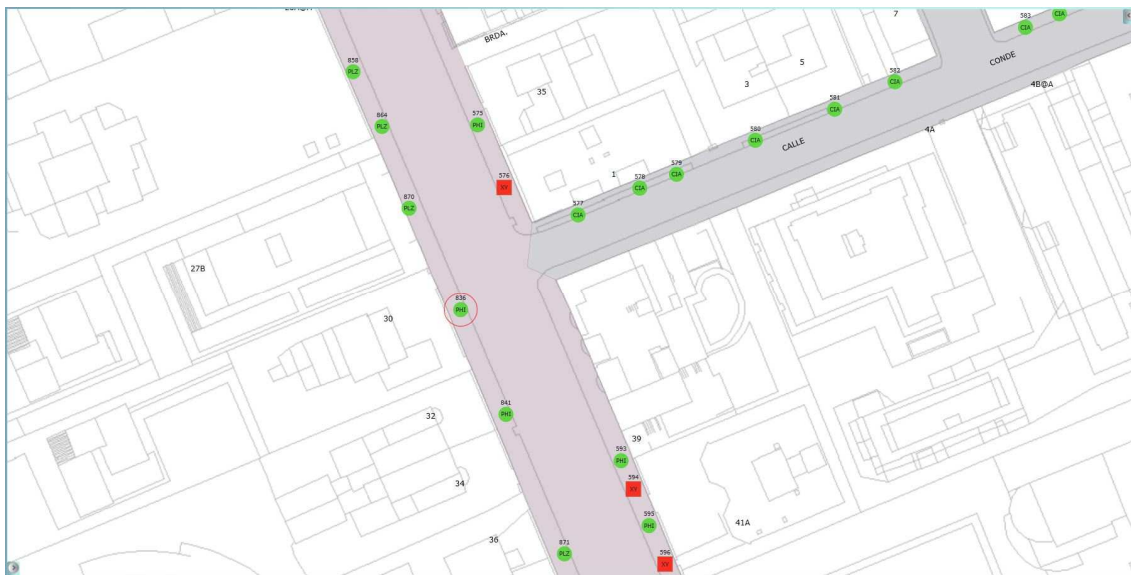 7
583
CIA
CIA
BRDA.
CONDE
858
PLZ
582
CIA
5
3
4B@A
35
581
CIA
575
PHI
864
PLZ
4A
580
CIA
CALLE
579
CIA
1
576
XY
578
CIA
870
PLZ
577
CIA
27B
836
PHI
30
841
PHI
32
39
593
PHI
34
594
XY
595
PHI
41A
36
871
PLZ
596
XY